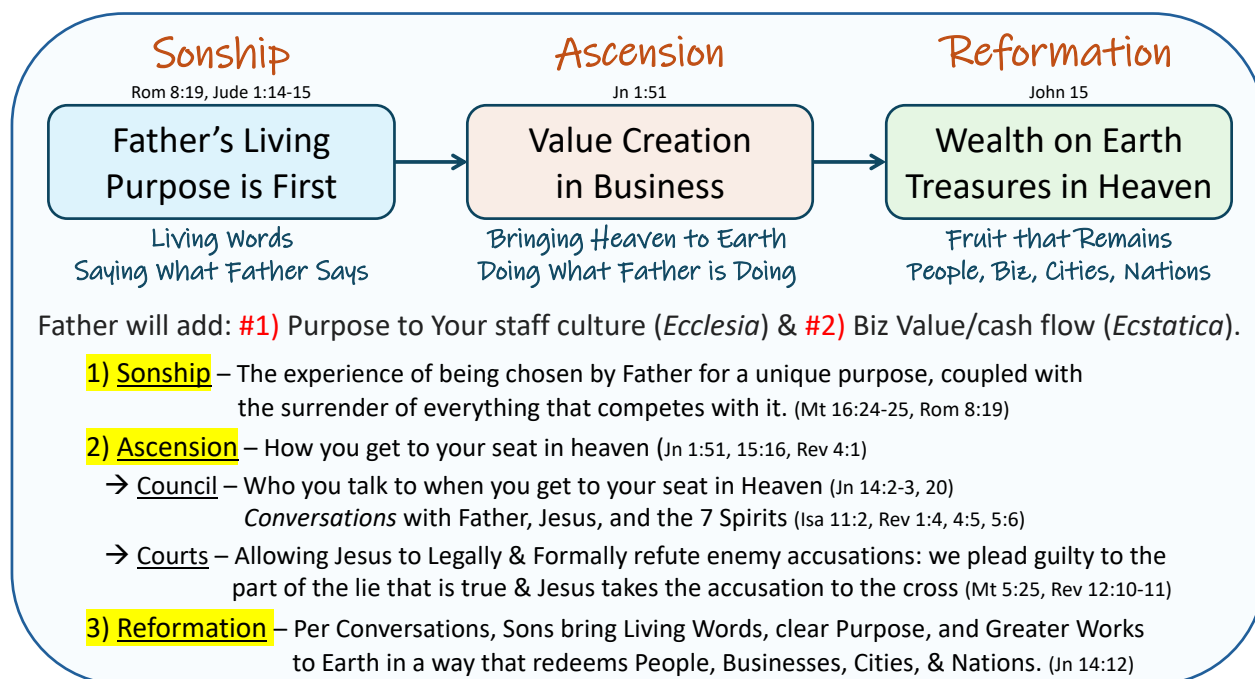 Sonship
Rom 8:19, Jude 1:14-15
Father's Living
Purpose is First
Living Words
Saying What Father Says
Ascension
Jn 1:51
Value Creation
in Business
Bringing Heaven to Earth
Doing What Father is Doing
Reformation
John 15
Wealth on Earth
Treasures in Heaven
Fruit that Remains
People, Biz, Cities, Nations
Father will add: #1) Purpose to Your staff culture (Ecclesia) & #2) Biz Value/cash flow (Ecstatica).
1) Sonship – The experience of being chosen by Father for a unique purpose, coupled with
the surrender of everything that competes with it. (Mt 16:24-25, Rom 8:19)
2) Ascension – How you get to your seat in heaven (Jn 1:51, 15:16, Rev 4:1)
→ Council – Who you talk to when you get to your seat in Heaven (Jn 14:2-3, 20)
Conversations with Father, Jesus, and the 7 Spirits (Isa 11:2, Rev 1:4, 4:5, 5:6)
→ Courts – Allowing Jesus to Legally & Formally refute enemy accusations: we plead guilty to the
part of the lie that is true & Jesus takes the accusation to the cross (Mt 5:25, Rev 12:10-11)
3) Reformation – Per Conversations, Sons bring Living Words, clear Purpose, and Greater Works
to Earth in a way that redeems People, Businesses, Cities, & Nations. (Jn 14:12)